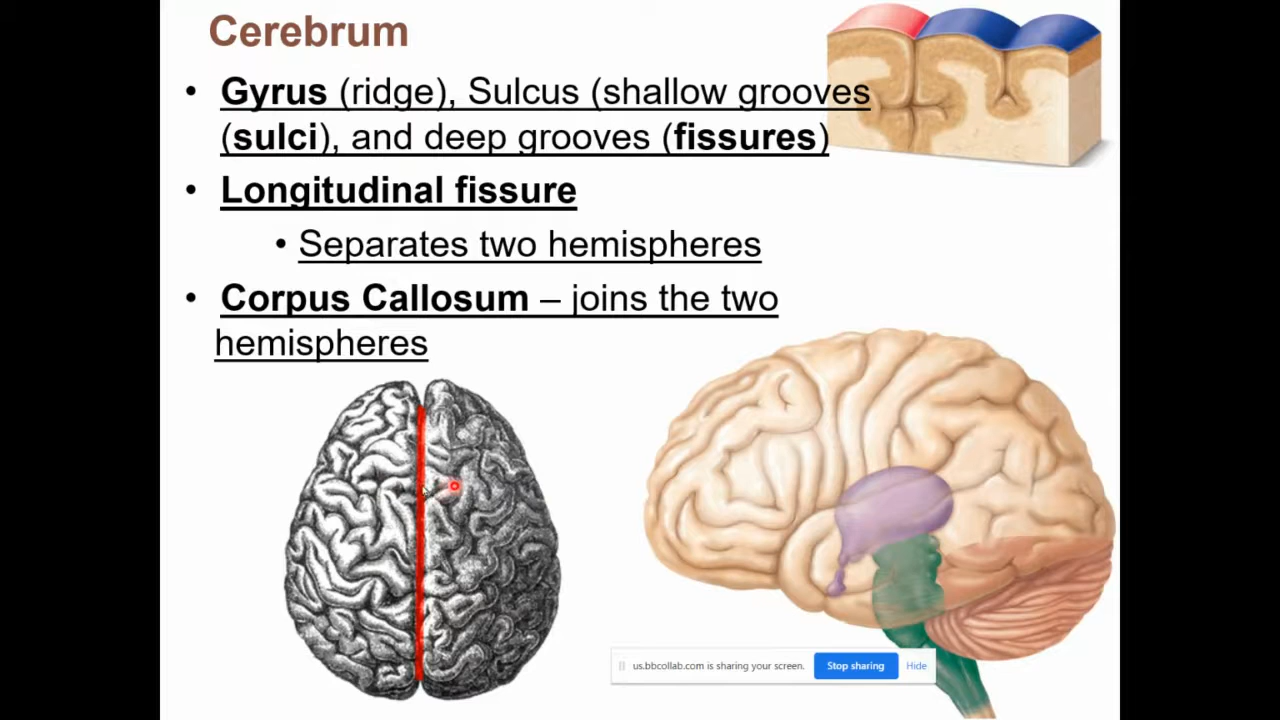 Cerebrum
• Gyrus (ridge), Sulcus (shallow grooves
(sulci), and deep grooves (fissures)
• Longitudinal fissure
• Separates two hemispheres
• Corpus Callosum – joins the two
hemispheres
us.bbcollab.com is sharing your screen. Stop sharing Hide